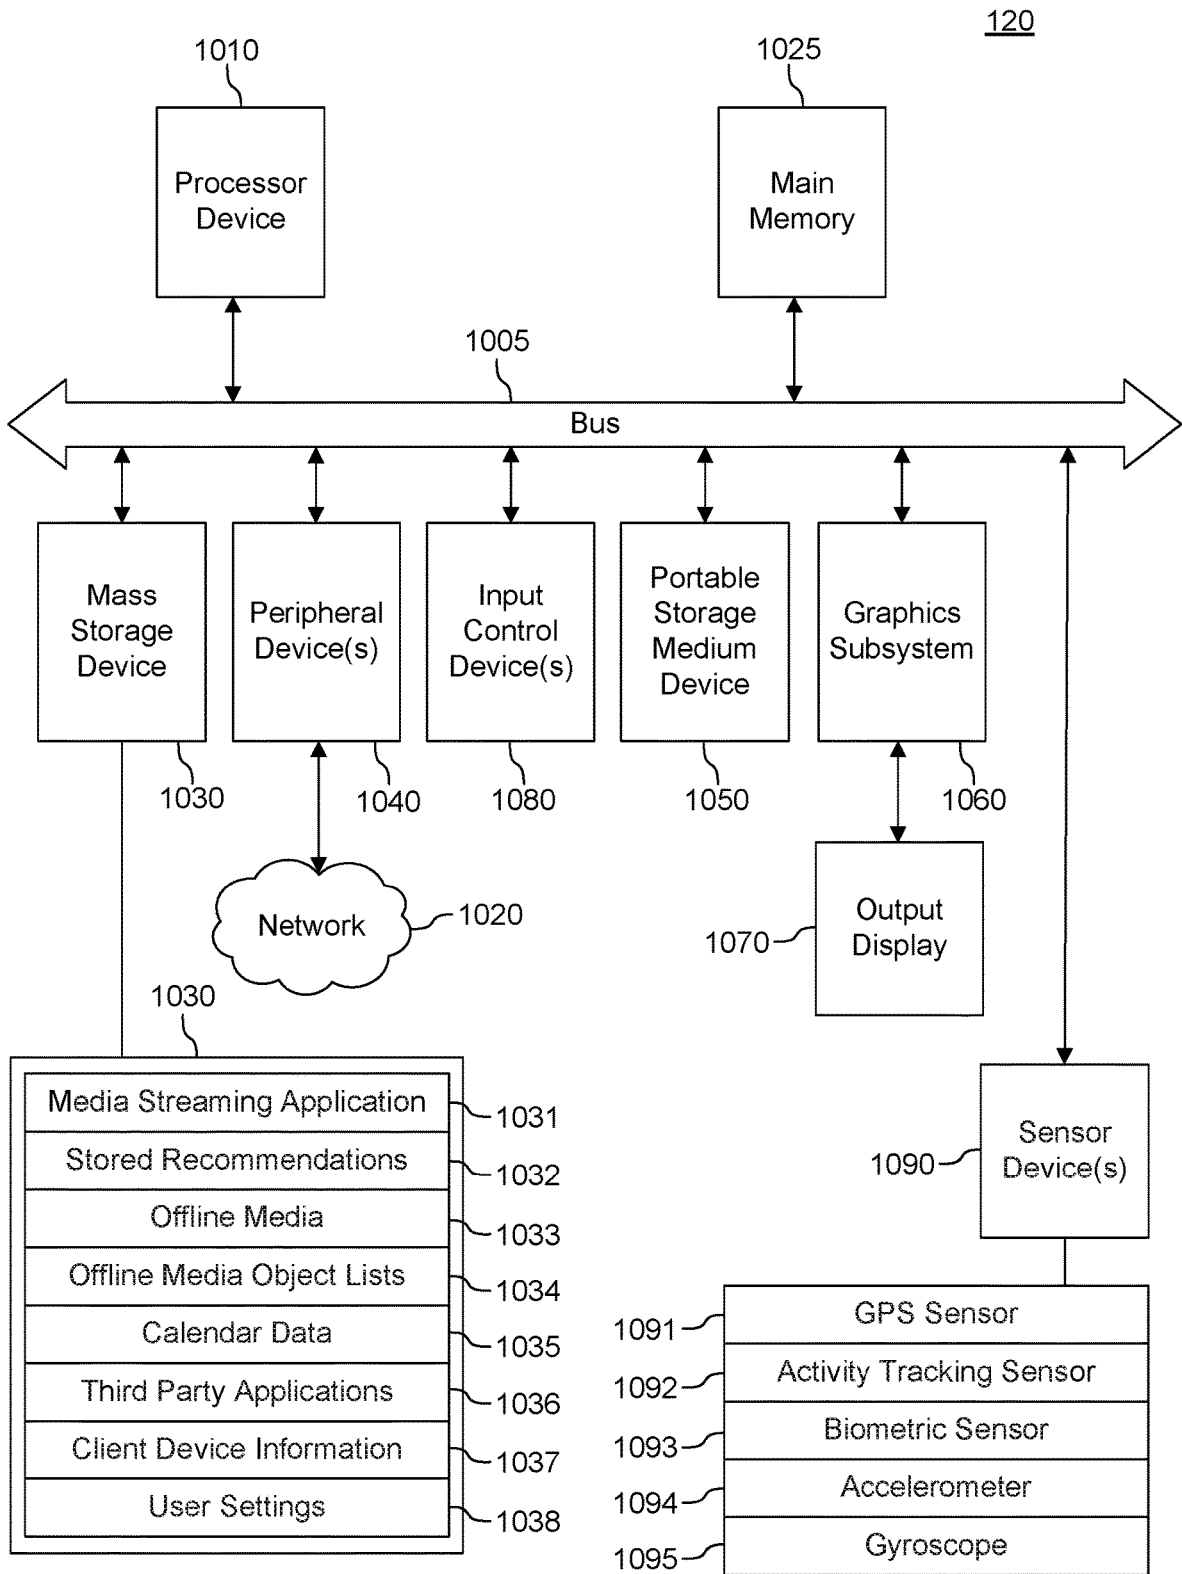 120
1010
1025
Processor
Device
Main
Memory
1005
Bus
Mass
Storage
Device
Peripheral
Device(s)
Input
Control
Device(s)
Portable
Storage
Medium
Device
Graphics
Subsystem
1030
1040
1080
1050
1060
Network
1020
Output
Display
1070
1030
Media Streaming Application
1031
Stored Recommendations
1032
Offline Media
1033
Offline Media Object Lists
1034
Calendar Data
1035
Third Party Applications
1036
Client Device Information
1037
User Settings
1038
Sensor
Device(s)
1090
1091
GPS Sensor
1092
Activity Tracking Sensor
1093
Biometric Sensor
1094
Accelerometer
1095
Gyroscope